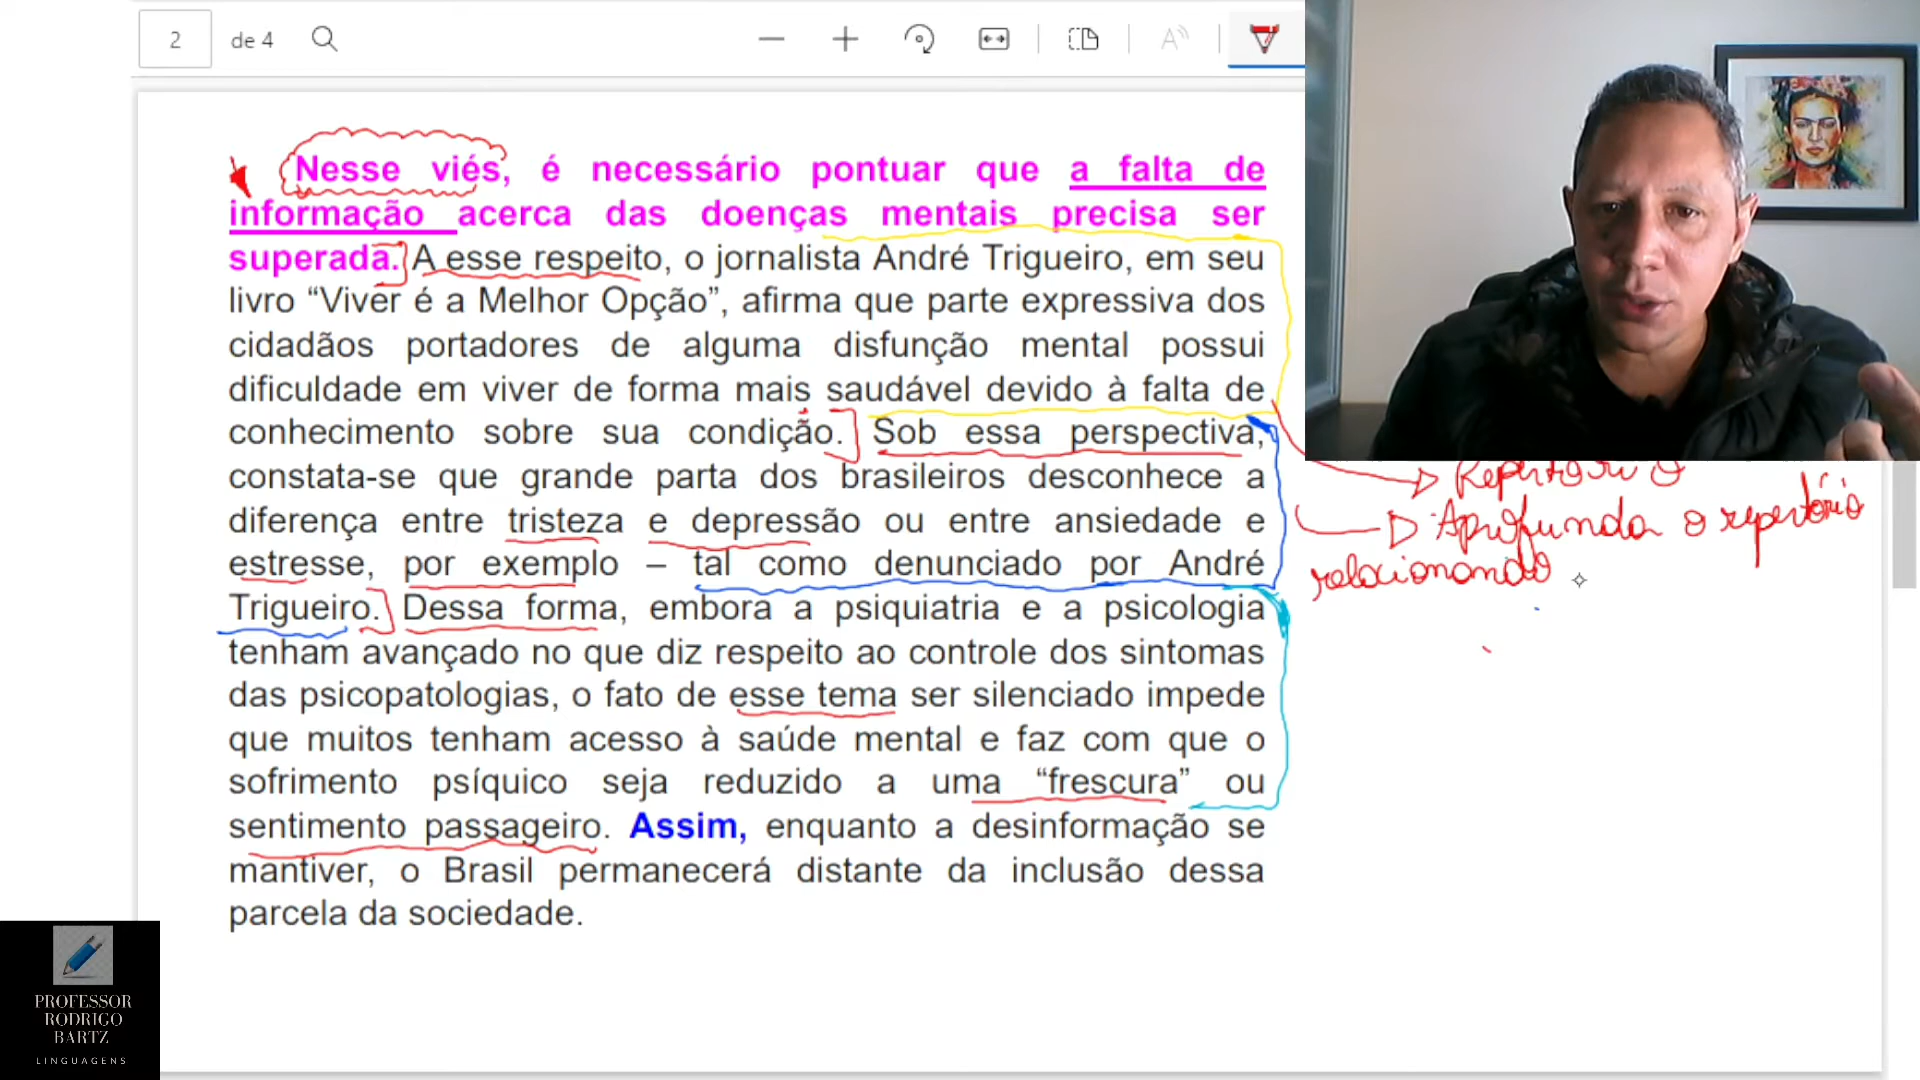 2 de 4
Nesse viés, é necessário pontuar que a falta de
informação acerca das doenças mentais precisa ser
superada. A esse respeito, o jornalista André Trigueiro, em seu
livro “Viver é a Melhor Opção”, afirma que parte expressiva dos
cidadãos portadores de alguma disfunção mental possui
dificuldade em viver de forma mais saudável devido à falta de
conhecimento sobre sua condição. Sob essa perspectiva,
constata-se que grande parte dos brasileiros desconhece a
diferença entre tristeza e depressão ou entre ansiedade e
estresse, por exemplo – tal como denunciado por André
Trigueiro. Dessa forma, embora a psiquiatria e a psicologia
tenham avançado no que diz respeito ao controle dos sintomas
das psicopatologias, o fato de esse tema ser silenciado impede
que muitos tenham acesso à saúde mental e faz com que o
sofrimento psíquico seja reduzido a uma “frescura” ou
sentimento passageiro. Assim, enquanto a desinformação se
mantiver, o Brasil permanecerá distante da inclusão dessa
parcela da sociedade.
Repertório
Aprofunda o repertório
relacionando
PROFESSOR
RODRIGO
BARTZ
LINGUAGENS